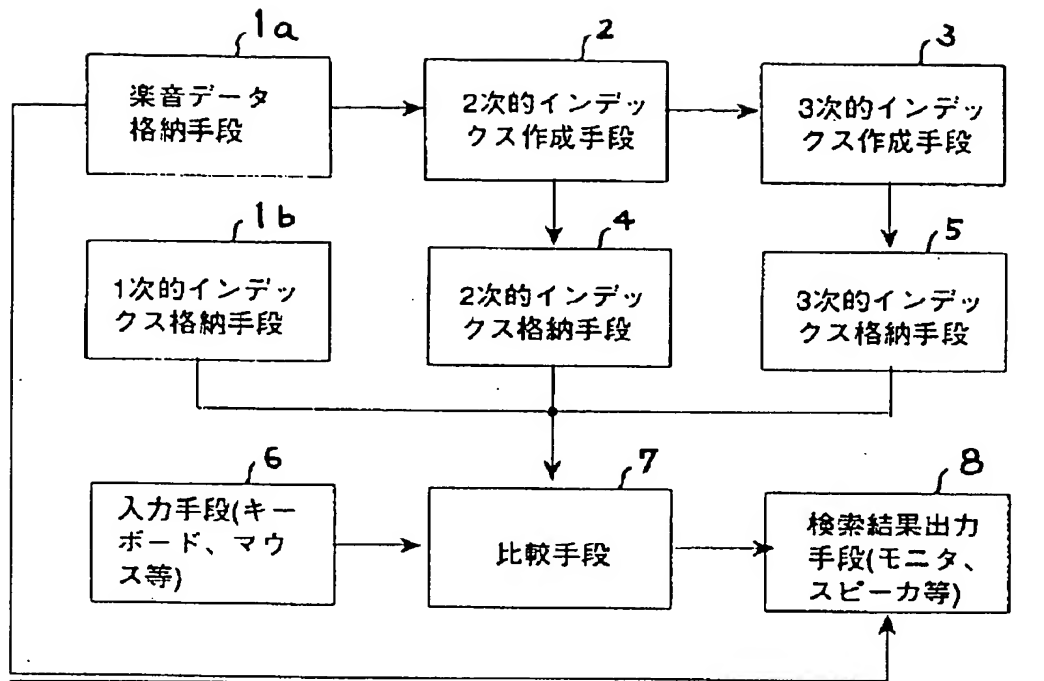 1a
楽音データ
格納手段
2
2次的インデッ
クス作成手段
3
3次的インデッ
クス作成手段
1b
1次的インデッ
クス格納手段
4
2次的インデッ
クス格納手段
5
3次的インデッ
クス格納手段
6
入力手段(キー
ボード、マウ
ス等)
7
比較手段
8
検索結果出力
手段(モニタ、
スピーカ等)